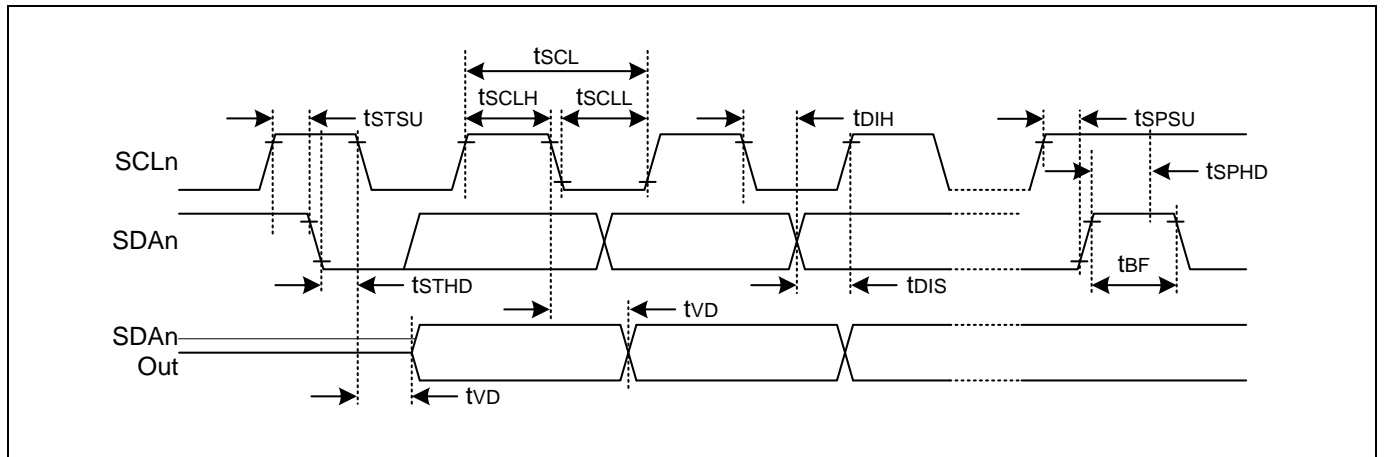 tSCL
tSCLH tSCLL
tSTSU tDIH tSPSU
SCLn
tSPHD
SDAn
tBF
tSTHD tDIS
tVD
SDAn
Out
tVD